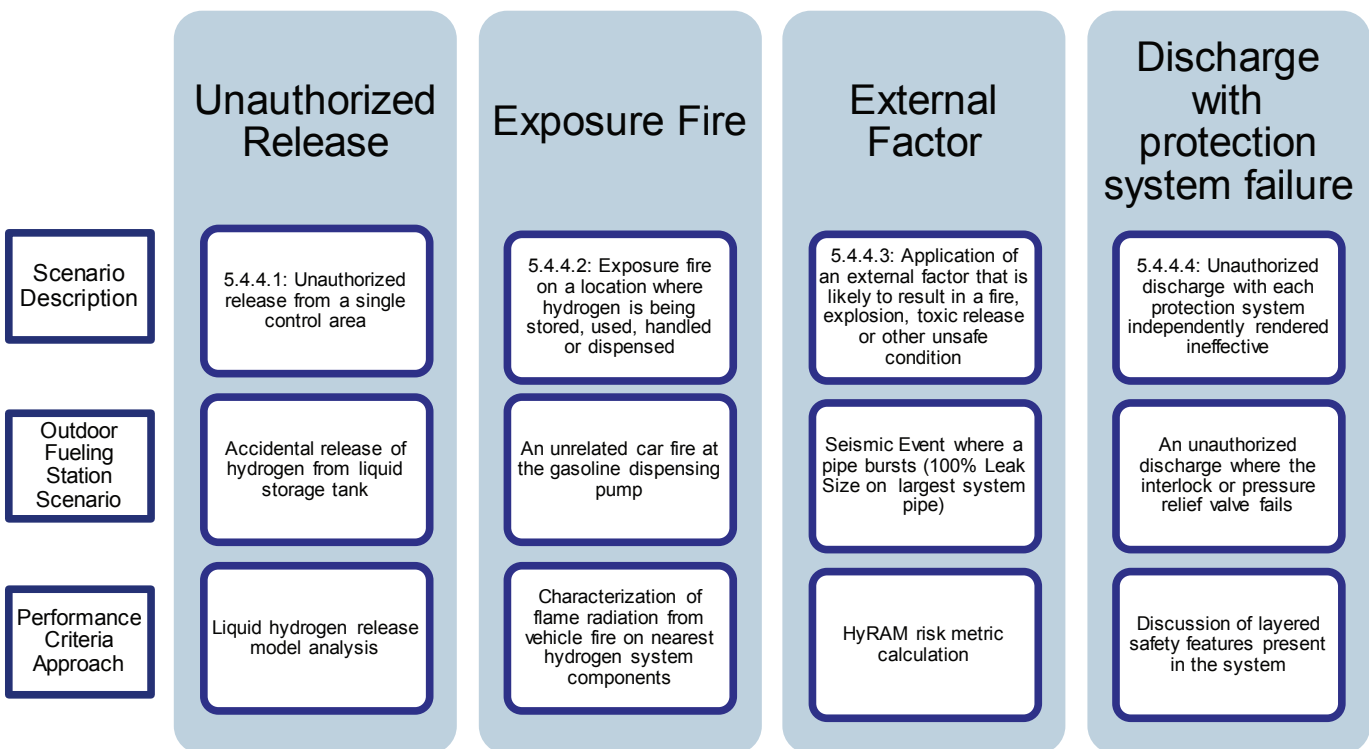 Unauthorized
Release
Exposure Fire
External
Factor
Discharge
with
protection
system failure
Scenario
Description
5.4.4.1: Unauthorized
release from a single
control area
5.4.4.2: Exposure fire
on a location where
hydrogen is being
stored, used, handled
or dispensed
5.4.4.3: Application of
an external factor that is
likely to result in a fire,
explosion, toxic release
or other unsafe
condition
5.4.4.4: Unauthorized
discharge with each
protection system
independently rendered
ineffective
Outdoor
Fueling
Station
Scenario
Accidental release of
hydrogen from liquid
storage tank
An unrelated car fire at
the gasoline dispensing
pump
Seismic Event where a
pipe bursts (100% Leak
Size on largest system
pipe)
An unauthorized
discharge where the
interlock or pressure
relief valve fails
Performance
Criteria
Approach
Liquid hydrogen release
model analysis
Characterization of
flame radiation from
vehicle fire on nearest
hydrogen system
components
HyRAM risk metric
calculation
Discussion of layered
safety features present
in the system